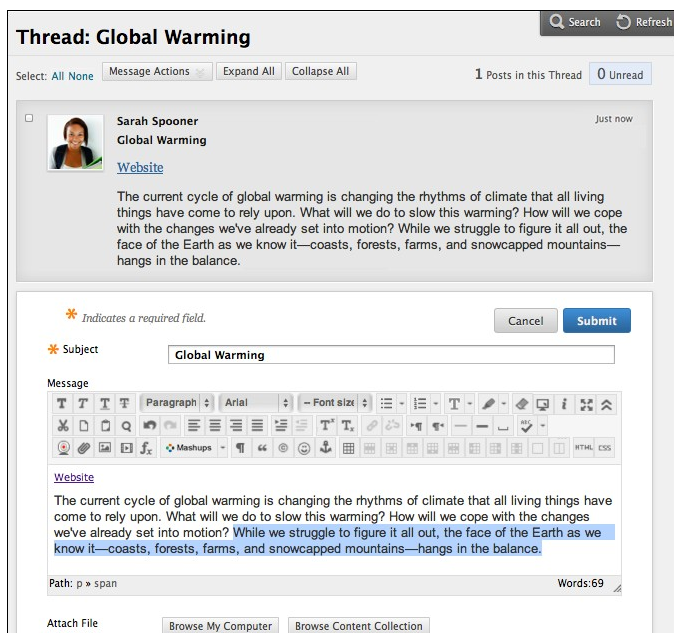 Search Refresh
Thread: Global Warming
Select: All None Message Actions Expand All Collapse All 1 Posts in this Thread 0 Unread
Sarah Spooner Just now
Global Warming
Website
The current cycle of global warming is changing the rhythms of climate that all living
things have come to rely upon. What will we do to slow this warming? How will we cope
with the changes we've already set into motion? While we struggle to figure it all out, the
face of the Earth as we know it—coasts, forests, farms, and snowcapped mountains—
hangs in the balance.
Indicates a required field. Cancel Submit
Subject Global Warming
Message
T T T T Paragraph Arial -- Font size T
ABC
Mashups HTML CSS
Website
The current cycle of global warming is changing the rhythms of climate that all living things have
come to rely upon. What will we do to slow this warming? How will we cope with the changes
we've already set into motion? While we struggle to figure it all out, the face of the Earth as we
know it—coasts, forests, farms, and snowcapped mountains—hangs in the balance.
Path: p » span Words:69
Attach File Browse My Computer Browse Content Collection